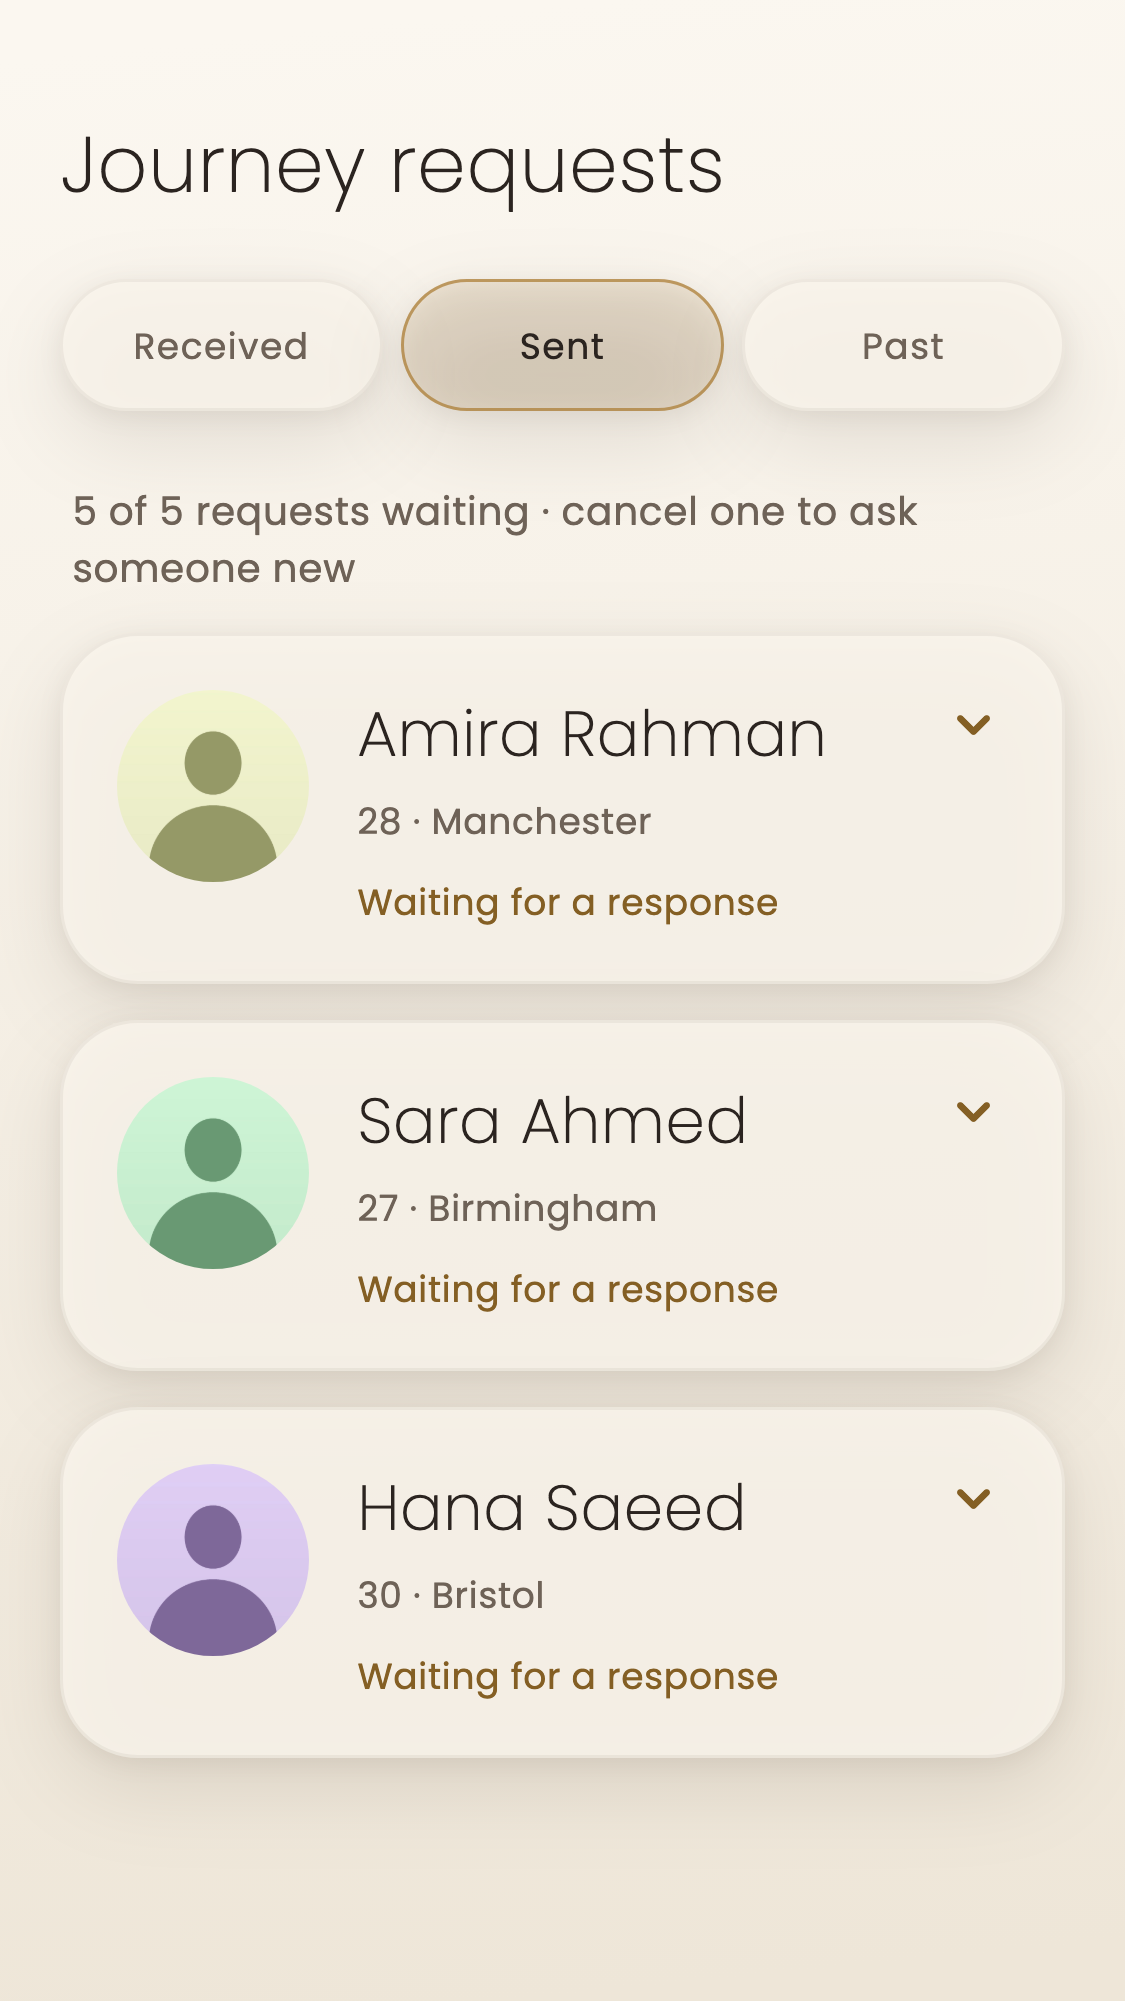 Journey requests
Received
Sent
Past
5 of 5 requests waiting · cancel one to ask
someone new
Amira Rahman
28 · Manchester
Waiting for a response
Sara Ahmed
27 · Birmingham
Waiting for a response
Hana Saeed
30 · Bristol
Waiting for a response